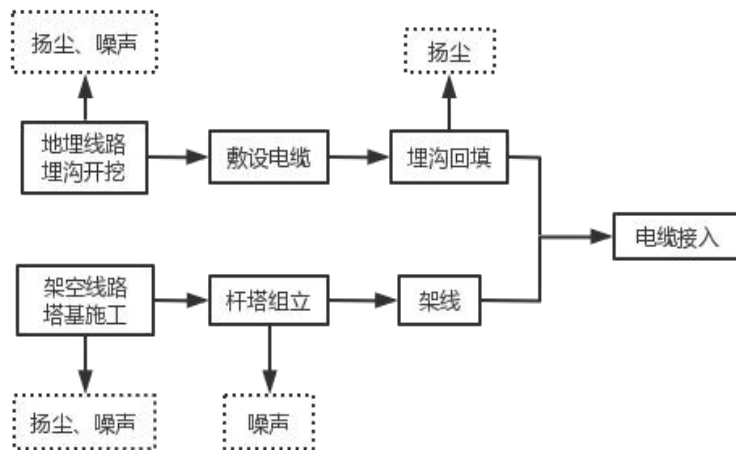 扬尘、噪声
扬尘
地埋线路
埋沟开挖
敷设电缆
埋沟回填
电缆接入
架空线路
塔基施工
杆塔组立
架线
扬尘、噪声
噪声